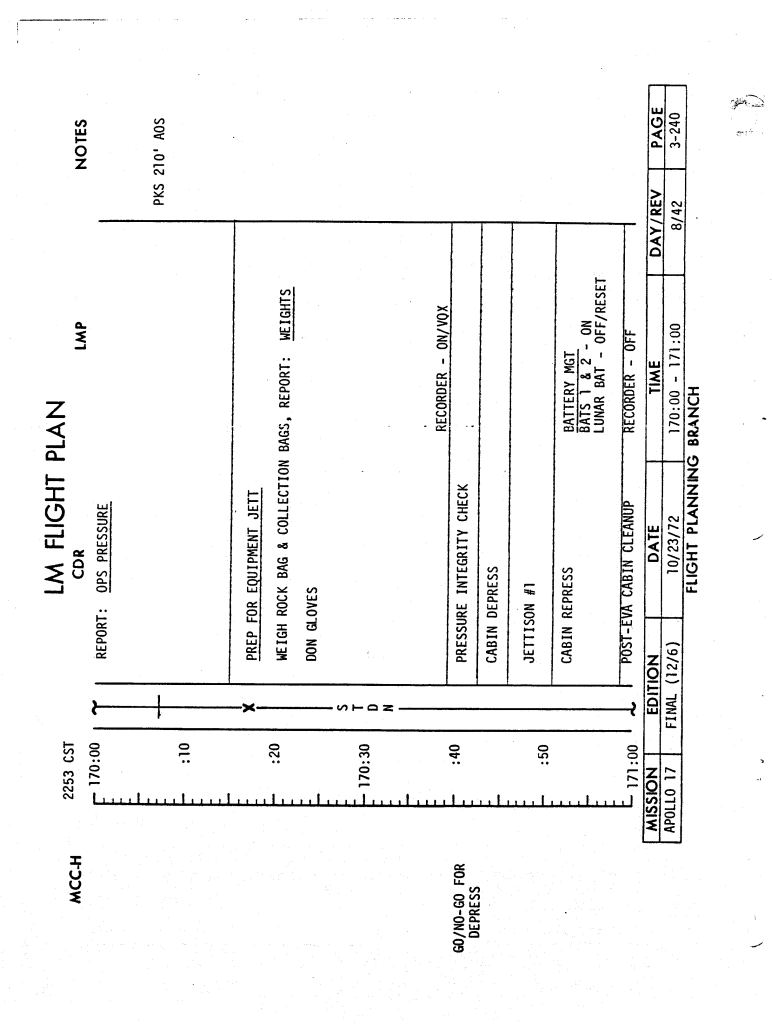 LM FLIGHT PLAN
MCC-H
CDR
LMP
NOTES
2253 CST
170:00
REPORT: OPS PRESSURE
PKS 210' AOS
:10
PREP FOR EQUIPMENT JETT
:20
WEIGH ROCK BAG & COLLECTION BAGS, REPORT: WEIGHTS
DON GLOVES
STDN
170:30
RECORDER - ON/VOX
:40
GO/NO-GO FOR
DEPRESS
PRESSURE INTEGRITY CHECK
CABIN DEPRESS
JETTISON #1
:50
CABIN REPRESS
BATTERY MGT
BATS 1 & 2 - ON
LUNAR BAT - OFF/RESET
171:00
POST-EVA CABIN CLEANUP
RECORDER - OFF
MISSION EDITION DATE TIME DAY/REV PAGE
APOLLO 17 FINAL (12/6) 10/23/72 170:00 - 171:00 8/42 3-240
FLIGHT PLANNING BRANCH